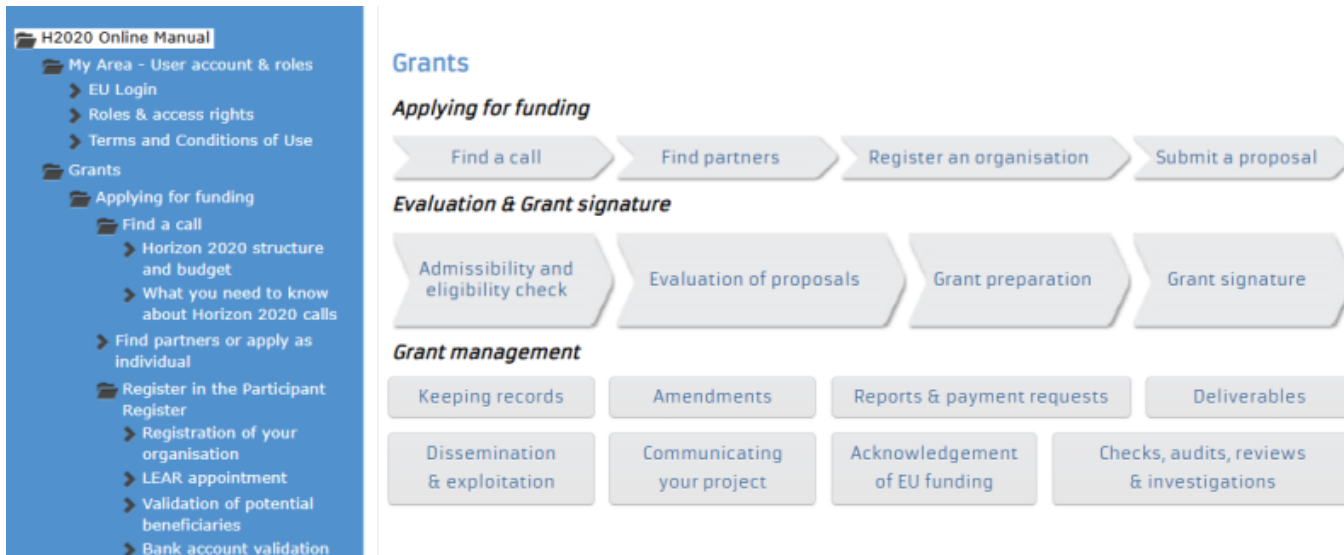 H2020 Online Manual
My Area - User account & roles
EU Login
Roles & access rights
Terms and Conditions of Use
Grants
Applying for funding
Find a call
Horizon 2020 structure
and budget
What you need to know
about Horizon 2020 calls
Find partners or apply as
individual
Register in the Participant
Register
Registration of your
organisation
LEAR appointment
Validation of potential
beneficiaries
Bank account validation
Grants
Applying for funding
Find a call
Find partners
Register an organisation
Submit a proposal
Evaluation & Grant signature
Admissibility and
eligibility check
Evaluation of proposals
Grant preparation
Grant signature
Grant management
Keeping records
Amendments
Reports & payment requests
Deliverables
Dissemination
& exploitation
Communicating
your project
Acknowledgement
of EU funding
Checks, audits, reviews
& investigations